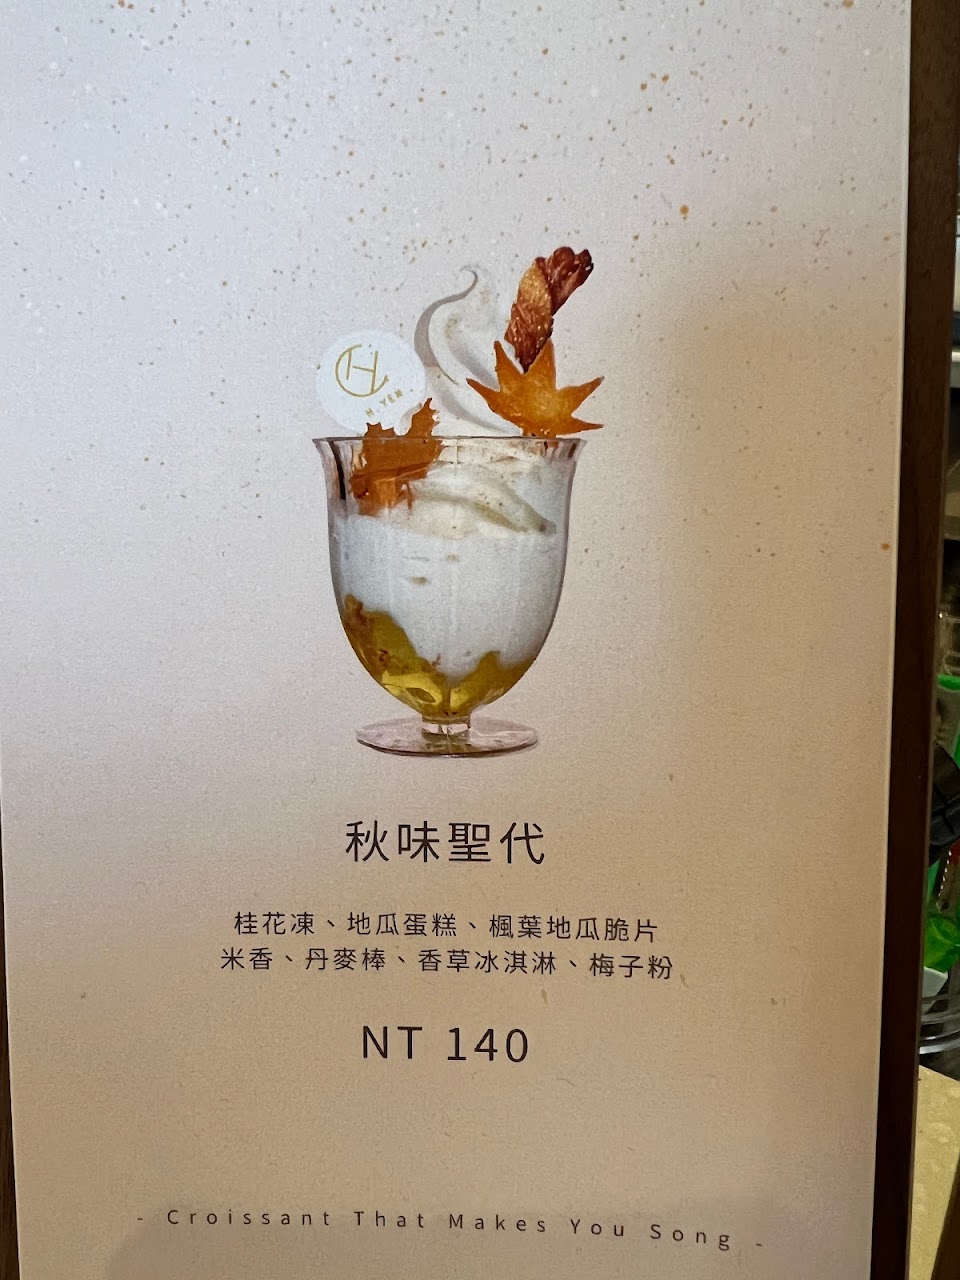 H.YEN
秋味聖代
桂花凍、地瓜蛋糕、楓葉地瓜脆片
米香、丹麥棒、香草冰淇淋、梅子粉
NT 140
- Croissant That Makes You Song -